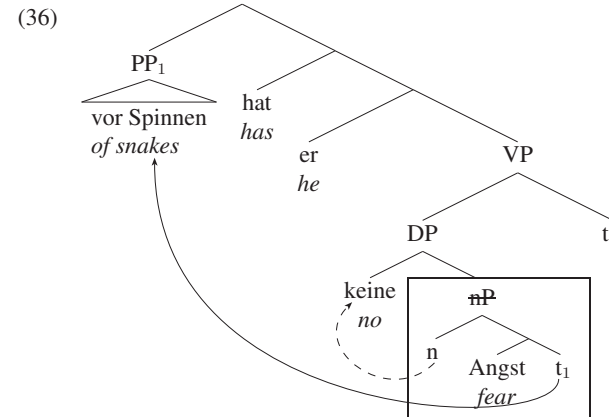 (36)
PP₁
vor Spinnen
of snakes
hat
has
er
he
VP
DP
t
keine
no
nP
n
Angst
fear
t₁